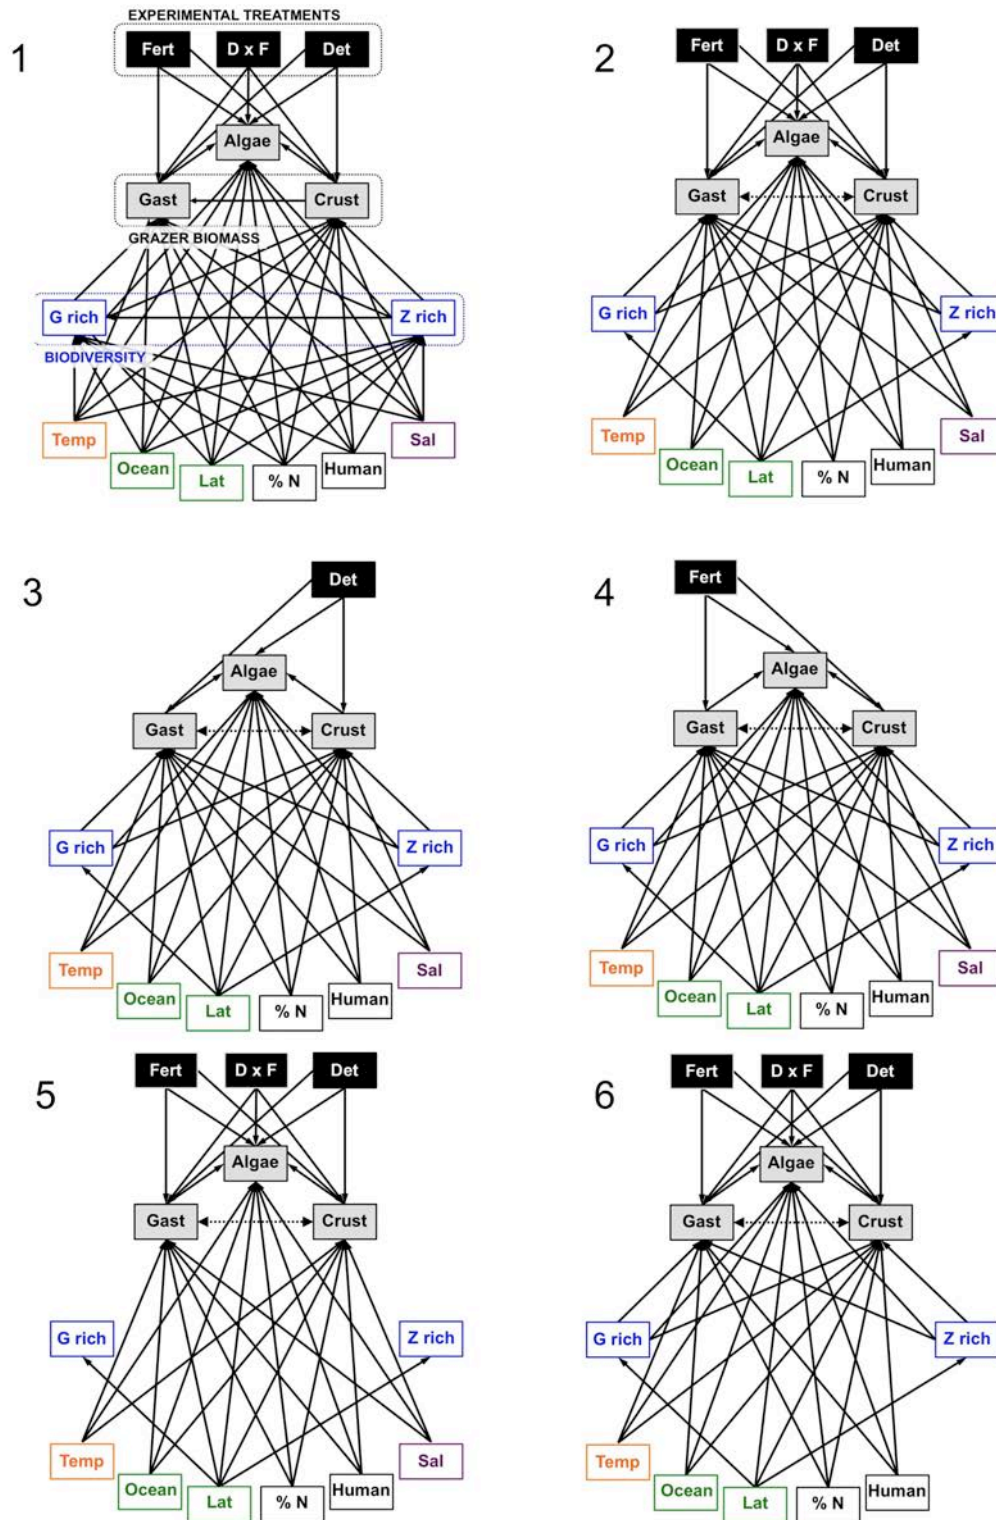 EXPERIMENTAL TREATMENTS
1
Fert D x F Det
Algae
Gast Crust
GRAZER BIOMASS
G rich Z rich
BIODIVERSITY
Temp Sal
Ocean Human
Lat % N
2
Fert D x F Det
Algae
Gast Crust
G rich Z rich
Temp Sal
Ocean Human
Lat % N
3
Det
Algae
Gast Crust
G rich Z rich
Temp Sal
Ocean Human
Lat % N
4
Fert
Algae
Gast Crust
G rich Z rich
Temp Sal
Ocean Human
Lat % N
5
Fert D x F Det
Algae
Gast Crust
G rich Z rich
Temp Sal
Ocean Human
Lat % N
6
Fert D x F Det
Algae
Gast Crust
G rich Z rich
Temp
Ocean Human
Lat % N